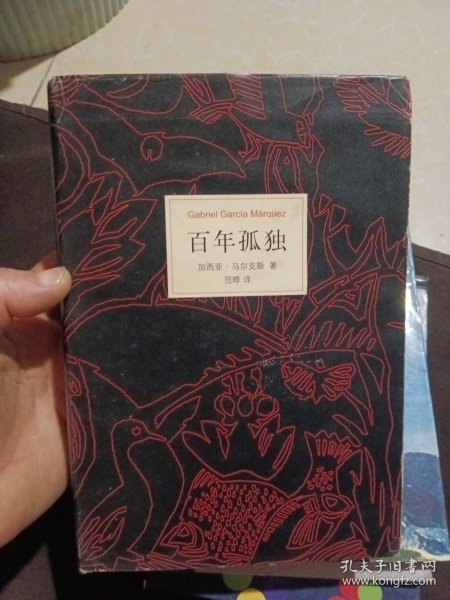 Gabriel García Márquez
百年孤独
加西亚·马尔克斯 著
范晔 译
孔夫子旧书网
www.kongfz.com